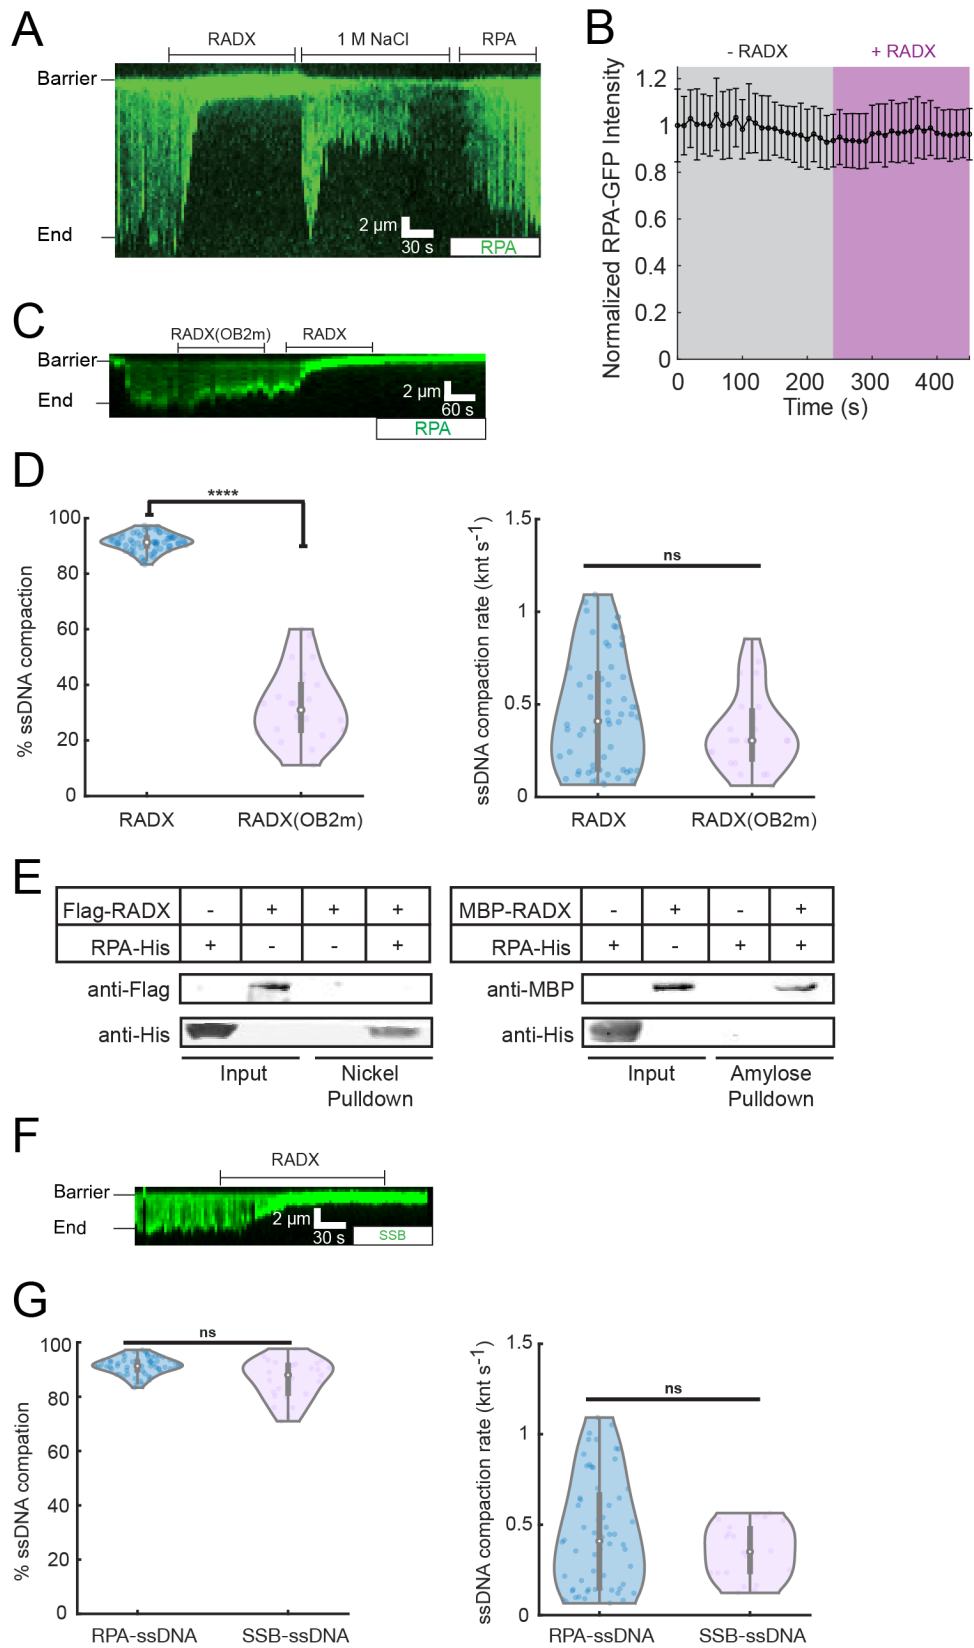 A
RADX
1 M NaCl
RPA
Barrier
End
2 µm
30 s
RPA
B
- RADX
+ RADX
Normalized RPA-GFP Intensity
1.2
1
0.8
0.6
0.4
0.2
0
0
100
200
300
400
Time (s)
C
RADX(OB2m)
RADX
Barrier
End
2 µm
60 s
RPA
D
****
% ssDNA compaction
100
80
60
40
20
0
RADX
RADX(OB2m)
ns
ssDNA compaction rate (knt s⁻¹)
1.5
1
0.5
0
RADX
RADX(OB2m)
E
Flag-RADX - + + +
RPA-His + - - +
anti-Flag
anti-His
Input
Nickel
Pulldown
MBP-RADX - + - +
RPA-His + - + +
anti-MBP
anti-His
Input
Amylose
Pulldown
F
RADX
Barrier
End
2 µm
30 s
SSB
G
ns
% ssDNA compation
100
80
60
40
20
0
RPA-ssDNA
SSB-ssDNA
ns
ssDNA compaction rate (knt s⁻¹)
1.5
1
0.5
0
RPA-ssDNA
SSB-ssDNA